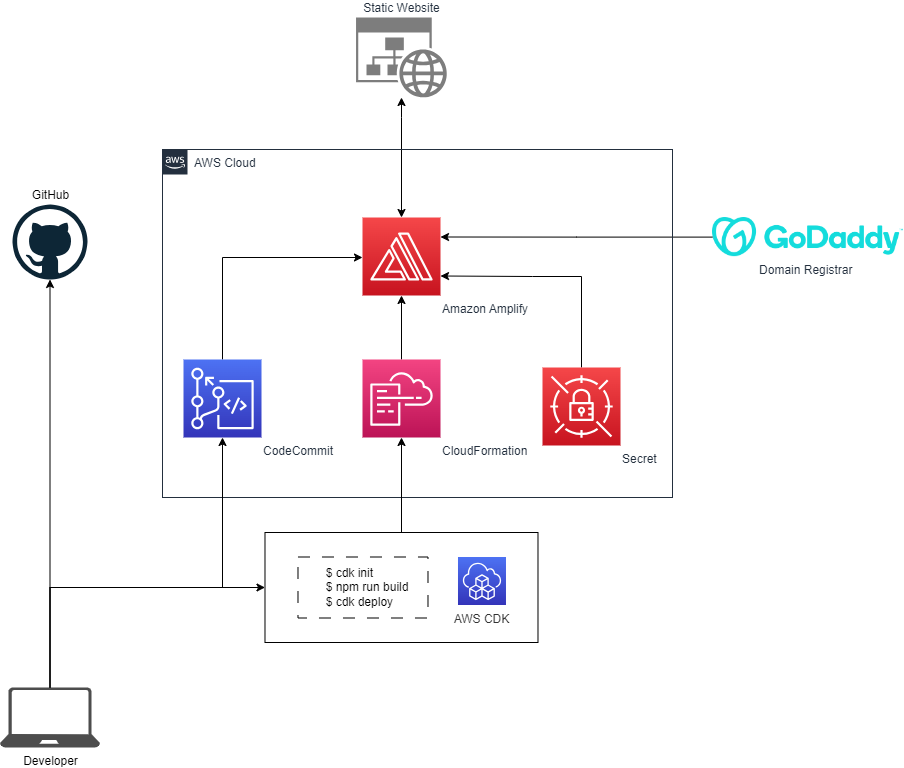 Static Website
aws
AWS Cloud
GitHub
GoDaddy
Domain Registrar
Amazon Amplify
</>
CodeCommit
CloudFormation
Secret
$ cdk init
$ npm run build
$ cdk deploy
AWS CDK
Developer